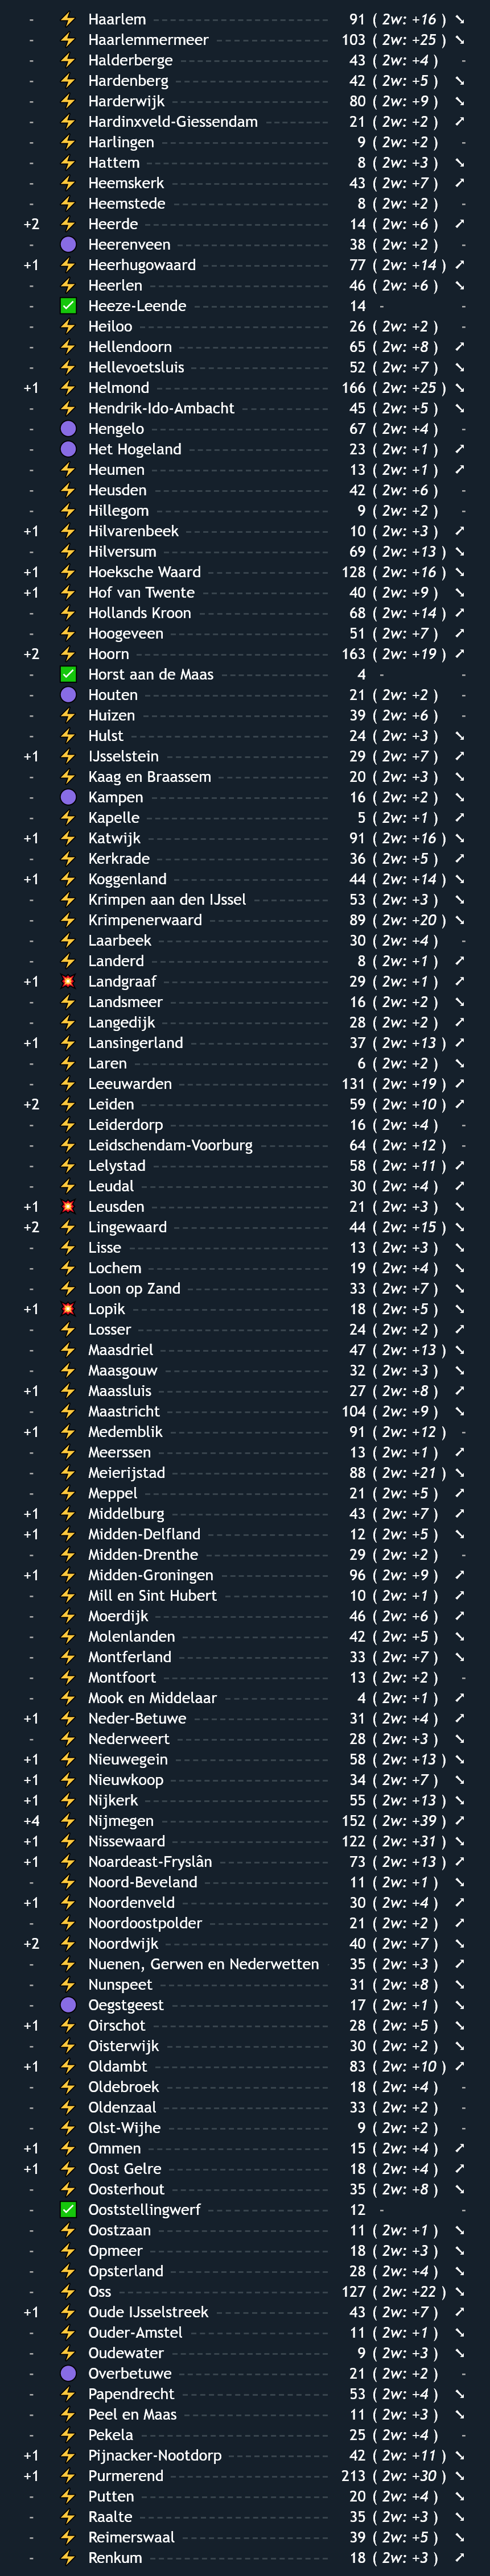 - ⚡ Haarlem 91 ( 2w: +16 ) ↘
- ⚡ Haarlemmermeer 103 ( 2w: +25 ) ↘
- ⚡ Halderberge 43 ( 2w: +4 ) -
- ⚡ Hardenberg 42 ( 2w: +5 ) ↘
- ⚡ Harderwijk 80 ( 2w: +9 ) ↘
- ⚡ Hardinxveld-Giessendam 21 ( 2w: +2 ) ↗
- ⚡ Harlingen 9 ( 2w: +2 ) -
- ⚡ Hattem 8 ( 2w: +3 ) ↘
- ⚡ Heemskerk 43 ( 2w: +7 ) ↗
- ⚡ Heemstede 8 ( 2w: +2 ) -
+2 ⚡ Heerde 14 ( 2w: +6 ) ↗
- 🟣 Heerenveen 38 ( 2w: +2 ) -
+1 ⚡ Heerhugowaard 77 ( 2w: +14 ) ↗
- ⚡ Heerlen 46 ( 2w: +6 ) ↘
- ✅ Heeze-Leende 14 - -
- ⚡ Heiloo 26 ( 2w: +2 ) -
- ⚡ Hellendoorn 65 ( 2w: +8 ) ↗
- ⚡ Hellevoetsluis 52 ( 2w: +7 ) ↘
+1 ⚡ Helmond 166 ( 2w: +25 ) ↘
- ⚡ Hendrik-Ido-Ambacht 45 ( 2w: +5 ) ↘
- 🟣 Hengelo 67 ( 2w: +4 ) -
- 🟣 Het Hogeland 23 ( 2w: +1 ) ↗
- ⚡ Heumen 13 ( 2w: +1 ) ↗
- ⚡ Heusden 42 ( 2w: +6 ) -
- ⚡ Hillegom 9 ( 2w: +2 ) -
+1 ⚡ Hilvarenbeek 10 ( 2w: +3 ) ↗
- ⚡ Hilversum 69 ( 2w: +13 ) ↘
+1 ⚡ Hoeksche Waard 128 ( 2w: +16 ) ↘
+1 ⚡ Hof van Twente 40 ( 2w: +9 ) ↘
- ⚡ Hollands Kroon 68 ( 2w: +14 ) ↗
- ⚡ Hoogeveen 51 ( 2w: +7 ) ↗
+2 ⚡ Hoorn 163 ( 2w: +19 ) ↗
- ✅ Horst aan de Maas 4 - -
- 🟣 Houten 21 ( 2w: +2 ) -
- ⚡ Huizen 39 ( 2w: +6 ) -
- ⚡ Hulst 24 ( 2w: +3 ) ↘
+1 ⚡ IJsselstein 29 ( 2w: +7 ) ↗
- ⚡ Kaag en Braassem 20 ( 2w: +3 ) ↘
- 🟣 Kampen 16 ( 2w: +2 ) ↘
- ⚡ Kapelle 5 ( 2w: +1 ) ↗
+1 ⚡ Katwijk 91 ( 2w: +16 ) ↘
- ⚡ Kerkrade 36 ( 2w: +5 ) ↗
+1 ⚡ Koggenland 44 ( 2w: +14 ) ↘
- ⚡ Krimpen aan den IJssel 53 ( 2w: +3 ) ↘
- ⚡ Krimpenerwaard 89 ( 2w: +20 ) ↘
- ⚡ Laarbeek 30 ( 2w: +4 ) -
- ⚡ Landerd 8 ( 2w: +1 ) ↗
+1 💥 Landgraaf 29 ( 2w: +1 ) ↗
- ⚡ Landsmeer 16 ( 2w: +2 ) ↘
- ⚡ Langedijk 28 ( 2w: +2 ) ↗
+1 ⚡ Lansingerland 37 ( 2w: +13 ) ↗
- ⚡ Laren 6 ( 2w: +2 ) ↘
- ⚡ Leeuwarden 131 ( 2w: +19 ) ↗
+2 ⚡ Leiden 59 ( 2w: +10 ) ↗
- ⚡ Leiderdorp 16 ( 2w: +4 ) -
- ⚡ Leidschendam-Voorburg 64 ( 2w: +12 ) -
- ⚡ Lelystad 58 ( 2w: +11 ) ↗
- ⚡ Leudal 30 ( 2w: +4 ) ↗
+1 💥 Leusden 21 ( 2w: +3 ) ↘
+2 ⚡ Lingewaard 44 ( 2w: +15 ) ↘
- ⚡ Lisse 13 ( 2w: +3 ) ↘
- ⚡ Lochem 19 ( 2w: +4 ) ↘
- ⚡ Loon op Zand 33 ( 2w: +7 ) ↘
+1 💥 Lopik 18 ( 2w: +5 ) ↘
- ⚡ Losser 24 ( 2w: +2 ) ↗
- ⚡ Maasdriel 47 ( 2w: +13 ) ↘
- ⚡ Maasgouw 32 ( 2w: +3 ) ↘
+1 ⚡ Maassluis 27 ( 2w: +8 ) ↗
- ⚡ Maastricht 104 ( 2w: +9 ) ↘
+1 ⚡ Medemblik 91 ( 2w: +12 ) -
- ⚡ Meerssen 13 ( 2w: +1 ) ↗
- ⚡ Meierijstad 88 ( 2w: +21 ) ↘
- ⚡ Meppel 21 ( 2w: +5 ) ↗
+1 ⚡ Middelburg 43 ( 2w: +7 ) ↗
+1 ⚡ Midden-Delfland 12 ( 2w: +5 ) ↘
- ⚡ Midden-Drenthe 29 ( 2w: +2 ) -
+1 ⚡ Midden-Groningen 96 ( 2w: +9 ) ↗
- ⚡ Mill en Sint Hubert 10 ( 2w: +1 ) ↗
- ⚡ Moerdijk 46 ( 2w: +6 ) ↗
- ⚡ Molenlanden 42 ( 2w: +5 ) ↘
- ⚡ Montferland 33 ( 2w: +7 ) ↘
- ⚡ Montfoort 13 ( 2w: +2 ) -
- ⚡ Mook en Middelaar 4 ( 2w: +1 ) ↗
+1 ⚡ Neder-Betuwe 31 ( 2w: +4 ) ↗
- ⚡ Nederweert 28 ( 2w: +3 ) ↘
+1 ⚡ Nieuwegein 58 ( 2w: +13 ) ↘
+1 ⚡ Nieuwkoop 34 ( 2w: +7 ) ↘
+1 ⚡ Nijkerk 55 ( 2w: +13 ) ↘
+4 ⚡ Nijmegen 152 ( 2w: +39 ) ↗
+1 ⚡ Nissewaard 122 ( 2w: +31 ) ↘
+1 ⚡ Noardeast-Fryslân 73 ( 2w: +13 ) ↗
- ⚡ Noord-Beveland 11 ( 2w: +1 ) ↘
+1 ⚡ Noordenveld 30 ( 2w: +4 ) ↗
- ⚡ Noordoostpolder 21 ( 2w: +2 ) ↗
+2 ⚡ Noordwijk 40 ( 2w: +7 ) ↘
- ⚡ Nuenen, Gerwen en Nederwetten 35 ( 2w: +3 ) ↗
- ⚡ Nunspeet 31 ( 2w: +8 ) ↘
- 🟣 Oegstgeest 17 ( 2w: +1 ) ↘
+1 ⚡ Oirschot 28 ( 2w: +5 ) ↘
- ⚡ Oisterwijk 30 ( 2w: +2 ) ↘
+1 ⚡ Oldambt 83 ( 2w: +10 ) ↗
- ⚡ Oldebroek 18 ( 2w: +4 ) -
- ⚡ Oldenzaal 33 ( 2w: +2 ) -
- ⚡ Olst-Wijhe 9 ( 2w: +2 ) -
+1 ⚡ Ommen 15 ( 2w: +4 ) ↗
+1 ⚡ Oost Gelre 18 ( 2w: +4 ) ↗
- ⚡ Oosterhout 35 ( 2w: +8 ) ↘
- ✅ Ooststellingwerf 12 - -
- ⚡ Oostzaan 11 ( 2w: +1 ) ↘
- ⚡ Opmeer 18 ( 2w: +3 ) ↘
- ⚡ Opsterland 28 ( 2w: +4 ) ↘
- ⚡ Oss 127 ( 2w: +22 ) ↘
+1 ⚡ Oude IJsselstreek 43 ( 2w: +7 ) ↗
- ⚡ Ouder-Amstel 11 ( 2w: +1 ) ↘
- ⚡ Oudewater 9 ( 2w: +3 ) ↘
- 🟣 Overbetuwe 21 ( 2w: +2 ) -
- ⚡ Papendrecht 53 ( 2w: +4 ) ↘
- ⚡ Peel en Maas 11 ( 2w: +3 ) ↘
- ⚡ Pekela 25 ( 2w: +4 ) -
+1 ⚡ Pijnacker-Nootdorp 42 ( 2w: +11 ) ↘
+1 ⚡ Purmerend 213 ( 2w: +30 ) ↘
- ⚡ Putten 20 ( 2w: +4 ) ↘
- ⚡ Raalte 35 ( 2w: +3 ) ↘
- ⚡ Reimerswaal 39 ( 2w: +5 ) ↘
- ⚡ Renkum 18 ( 2w: +3 ) ↗